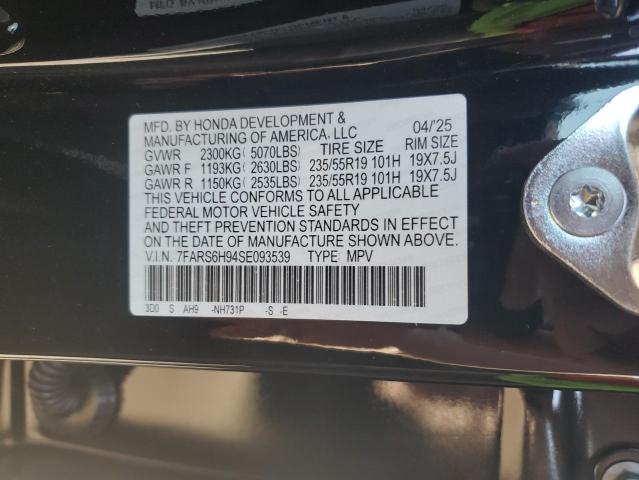 MFD. BY HONDA DEVELOPMENT &
MANUFACTURING OF AMERICA, LLC 04/'25
GVWR 2300KG( 5070LBS) TIRE SIZE RIM SIZE
GAWR F 1193KG( 2630LBS) 235/55R19 101H 19X7.5J
GAWR R 1150KG( 2535LBS) 235/55R19 101H 19X7.5J
THIS VEHICLE CONFORMS TO ALL APPLICABLE
FEDERAL MOTOR VEHICLE SAFETY
AND THEFT PREVENTION STANDARDS IN EFFECT
ON THE DATE OF MANUFACTURE SHOWN ABOVE.
V.I.N. 7FARS6H94SE093539 TYPE: MPV
3D0 S AH9 -NH731P -S -E